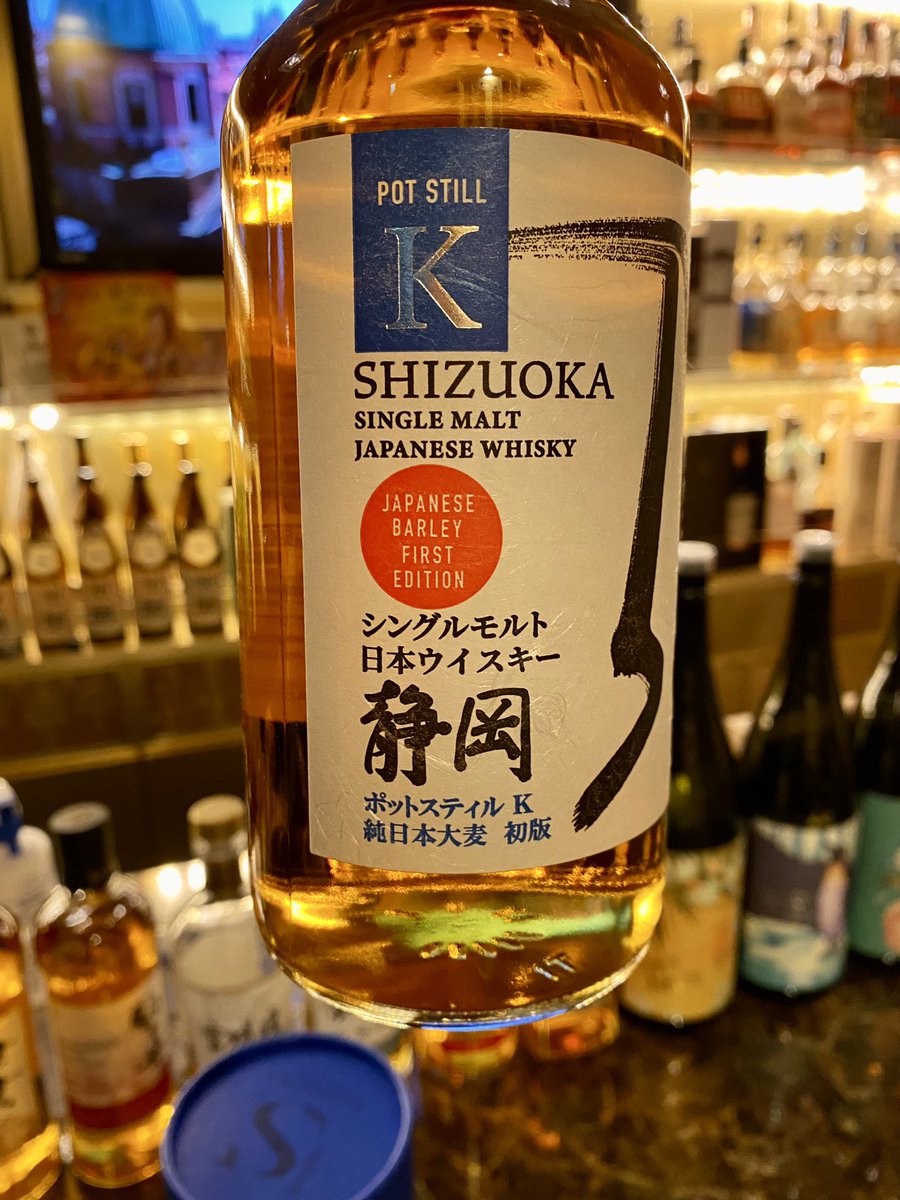 POT STILL
K
SHIZUOKA
SINGLE MALT
JAPANESE WHISKY
JAPANESE
BARLEY
FIRST
EDITION
シングルモルト
日本ウイスキー
静岡
ポットスティル K
純日本大麦 初版
S